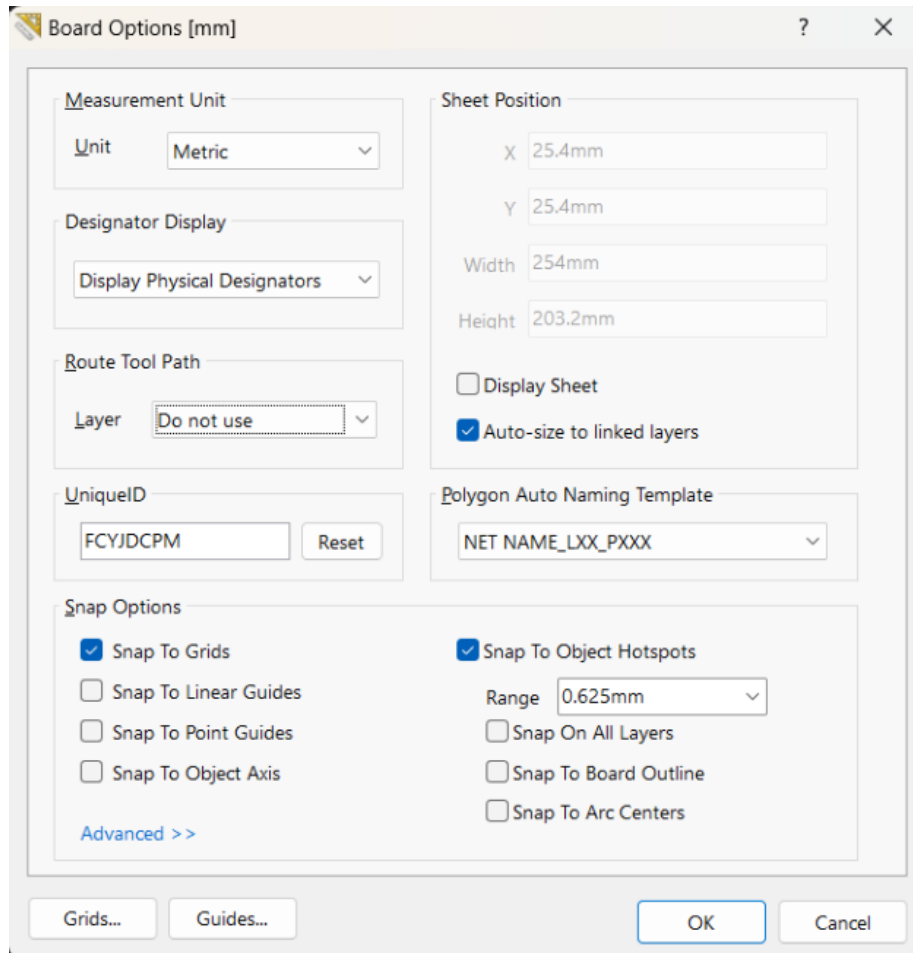 Board Options [mm]
?
Measurement Unit
Unit
Metric
Designator Display
Display Physical Designators
Route Tool Path
Layer
Do not use
UniqueID
FCYJDCPM
Reset
Sheet Position
X
25.4mm
Y
25.4mm
Width
254mm
Height
203.2mm
Display Sheet
Auto-size to linked layers
Polygon Auto Naming Template
NET NAME_LXX_PXXX
Snap Options
Snap To Grids
Snap To Linear Guides
Snap To Point Guides
Snap To Object Axis
Advanced >>
Snap To Object Hotspots
Range
0.625mm
Snap On All Layers
Snap To Board Outline
Snap To Arc Centers
Grids...
Guides...
OK
Cancel